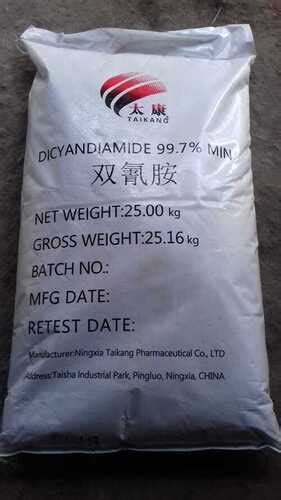 太康
TAIKANG
DICYANDIAMIDE 99.7% MIN
双氰胺
NET WEIGHT:25.00 kg
GROSS WEIGHT:25.16 kg
BATCH NO.:
MFG DATE:
RETEST DATE:
Manufacturer:Ningxia Taikang Pharmaceutical Co., LTD
Address:Taisha Industrial Park, Pingluo, Ningxia, CHINA